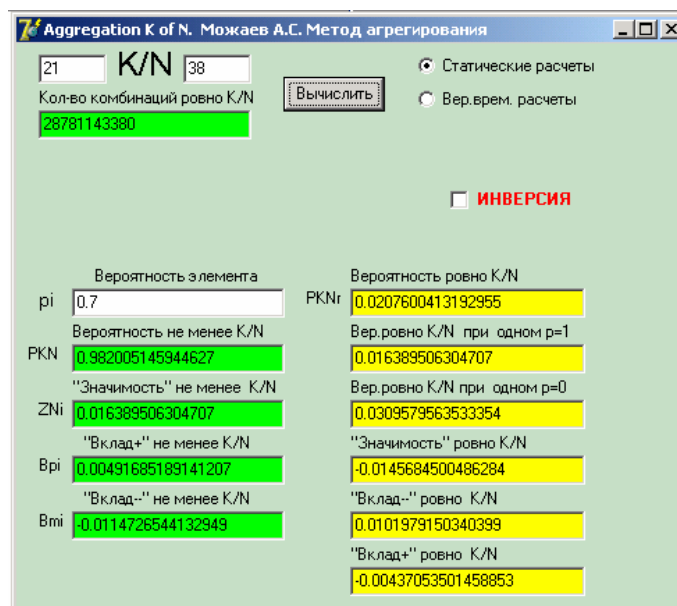 Aggregation K of N. Можаев А.С. Метод агрегирования
21 K/N 38
Кол-во комбинаций ровно K/N
28781143380
Вычислить
Статические расчеты
Вер.врем. расчеты
ИНВЕРСИЯ
Вероятность элемента
pi 0.7
Вероятность не менее K/N
PKN 0.982005145944627
"Значимость" не менее K/N
ZNi 0.016389506304707
"Вклад+" не менее K/N
Bpi 0.00491685189141207
"Вклад--" не менее K/N
Bmi -0.0114726544132949
Вероятность ровно K/N
PKNr 0.0207600413192955
Вер.ровно K/N при одном p=1
0.016389506304707
Вер.ровно K/N при одном p=0
0.0309579563533354
"Значимость" ровно K/N
-0.0145684500486284
"Вклад--" ровно K/N
0.0101979150340399
"Вклад+" ровно K/N
-0.00437053501458853